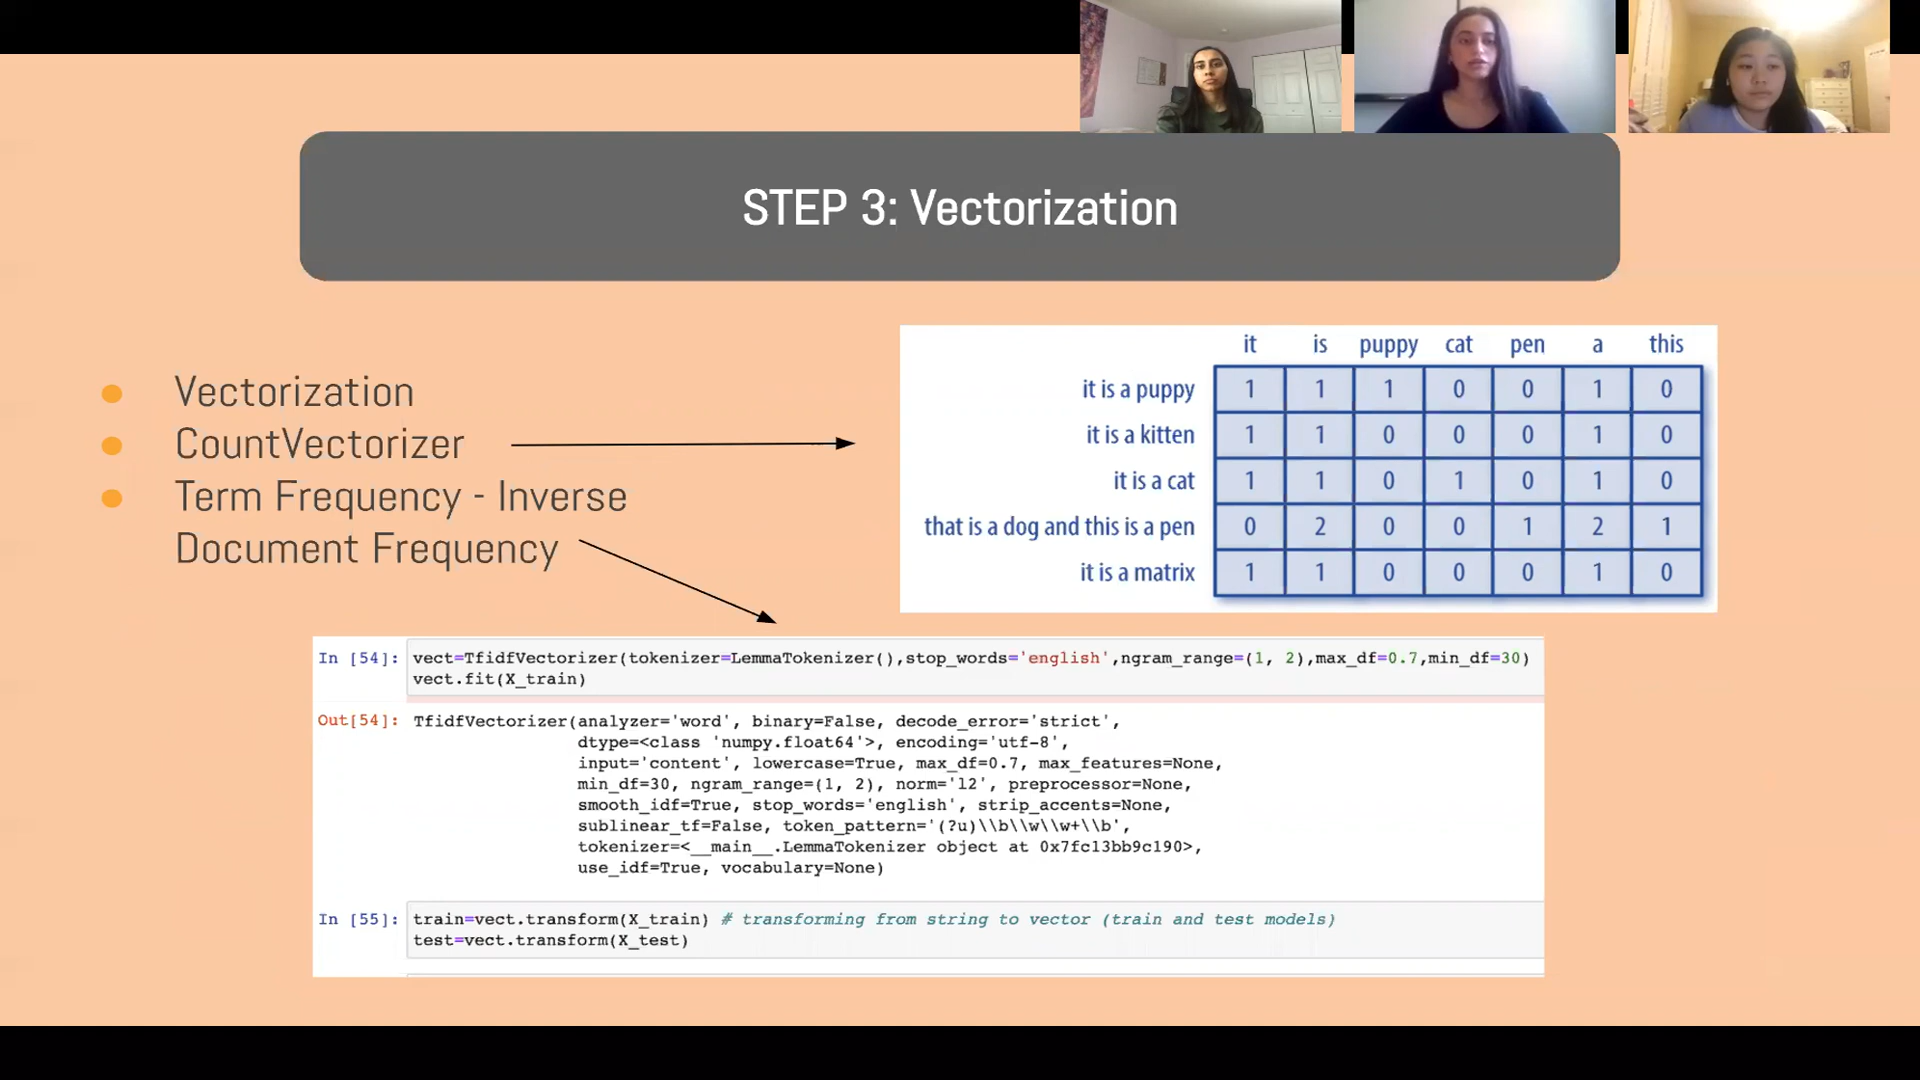 STEP 3: Vectorization
Vectorization
CountVectorizer
Term Frequency - Inverse
Document Frequency
it is puppy cat pen a this
it is a puppy 1 1 1 0 0 1 0
it is a kitten 1 1 0 0 0 1 0
it is a cat 1 1 0 1 0 1 0
that is a dog and this is a pen 0 2 0 0 1 2 1
it is a matrix 1 1 0 0 0 1 0
In [54]: vect=TfidfVectorizer(tokenizer=LemmaTokenizer(),stop_words='english',ngram_range=(1, 2),max_df=0.7,min_df=30)
vect.fit(X_train)
Out[54]: TfidfVectorizer(analyzer='word', binary=False, decode_error='strict',
dtype=<class 'numpy.float64'>, encoding='utf-8',
input='content', lowercase=True, max_df=0.7, max_features=None,
min_df=30, ngram_range=(1, 2), norm='l2', preprocessor=None,
smooth_idf=True, stop_words='english', strip_accents=None,
sublinear_tf=False, token_pattern='(?u)\\b\\w\\w+\\b',
tokenizer=<__main__.LemmaTokenizer object at 0x7fc13bb9c190>,
use_idf=True, vocabulary=None)
In [55]: train=vect.transform(X_train) # transforming from string to vector (train and test models)
test=vect.transform(X_test)